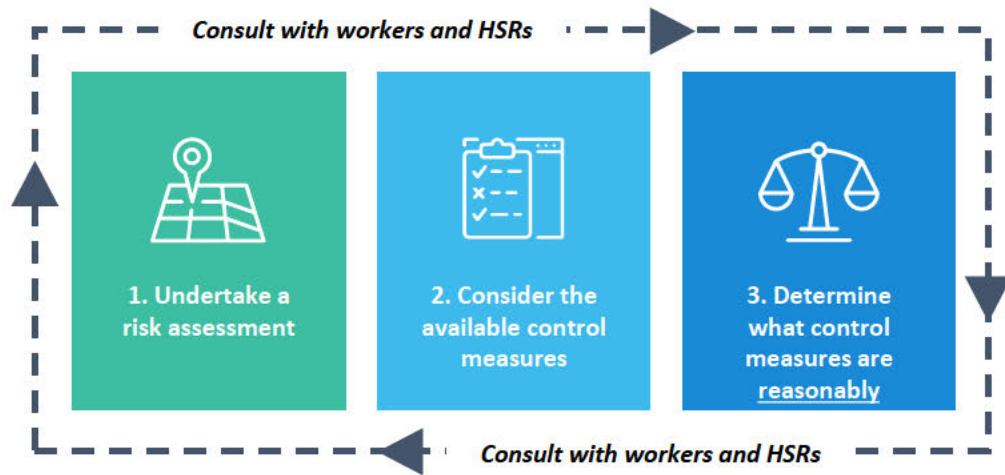 Consult with workers and HSRs
1. Undertake a
risk assessment
2. Consider the
available control
measures
3. Determine
what control
measures are
reasonably
Consult with workers and HSRs